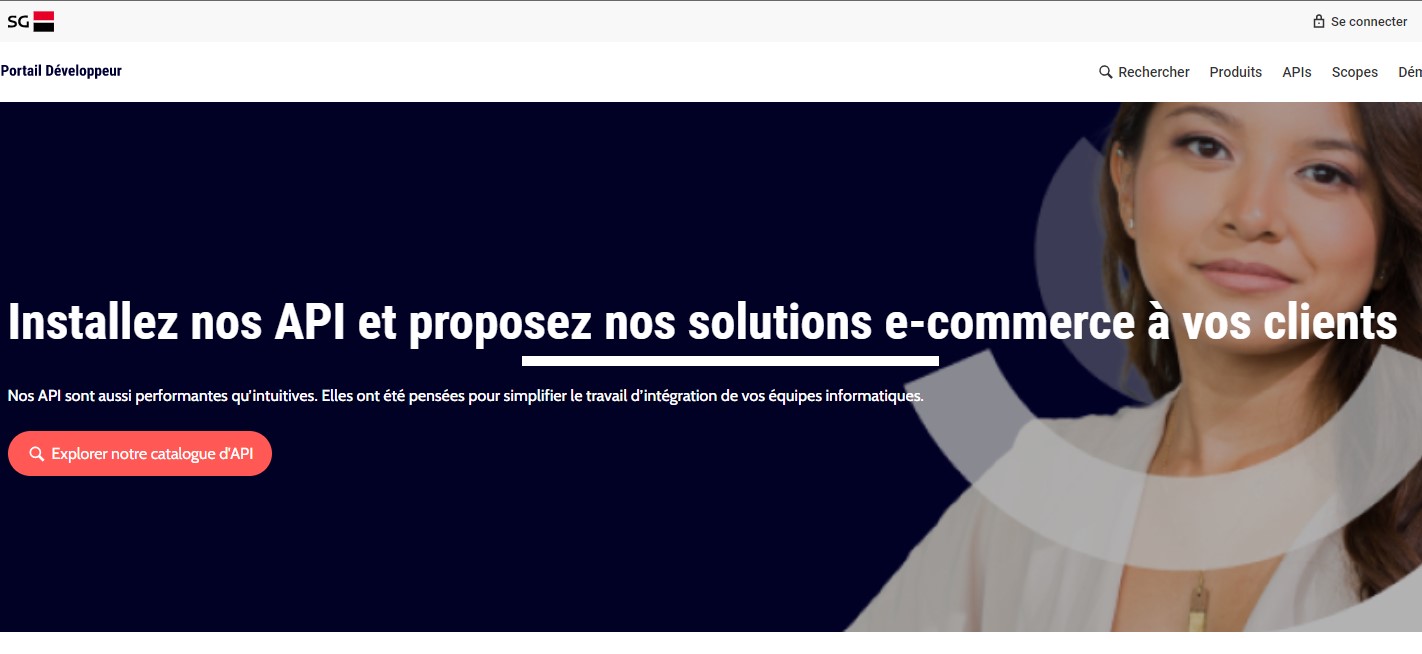 SG
Se connecter
Portail Développeur
Rechercher Produits APIs Scopes
Installez nos API et proposez nos solutions e-commerce à vos clients
Nos API sont aussi performantes qu'intuitives. Elles ont été pensées pour simplifier le travail d'intégration de vos équipes informatiques.
Explorer notre catalogue d'API